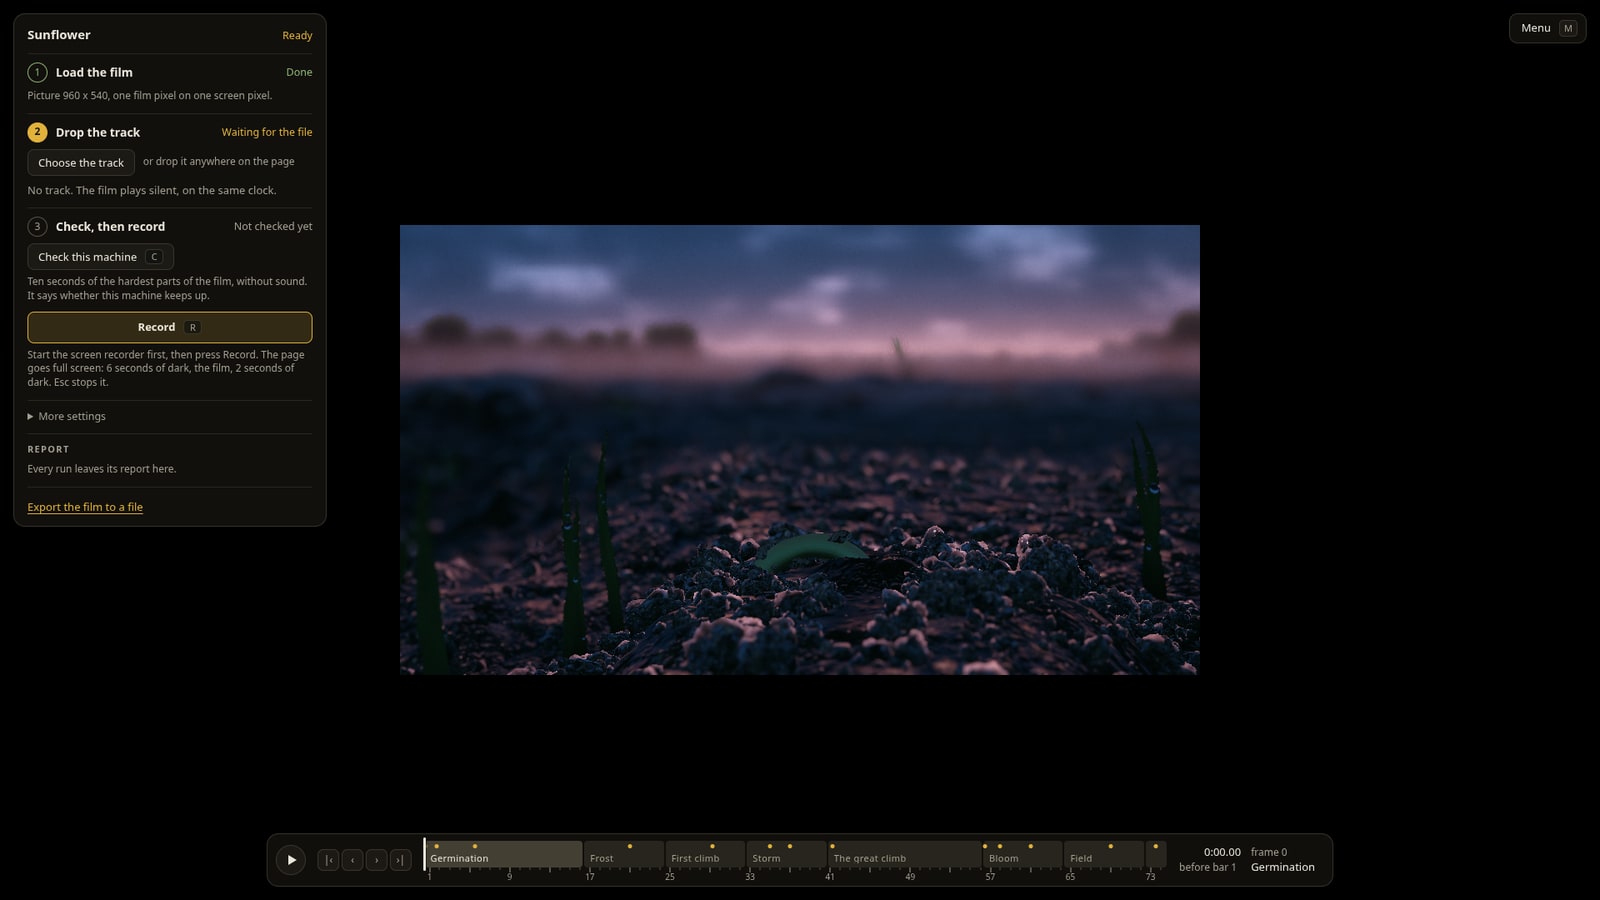 Sunflower
Ready
1
Load the film
Done
Picture 960 x 540, one film pixel on one screen pixel.
2
Drop the track
Waiting for the file
Choose the track
or drop it anywhere on the page
No track. The film plays silent, on the same clock.
3
Check, then record
Not checked yet
Check this machine C
Ten seconds of the hardest parts of the film, without sound.
It says whether this machine keeps up.
Record R
Start the screen recorder first, then press Record. The page
goes full screen: 6 seconds of dark, the film, 2 seconds of
dark. Esc stops it.
More settings
REPORT
Every run leaves its report here.
Export the film to a file
Menu M
Germination
Frost
First climb
Storm
The great climb
Bloom
Field
1 9 17 25 33 41 49 57 65 73
0:00.00 frame 0
before bar 1 Germination